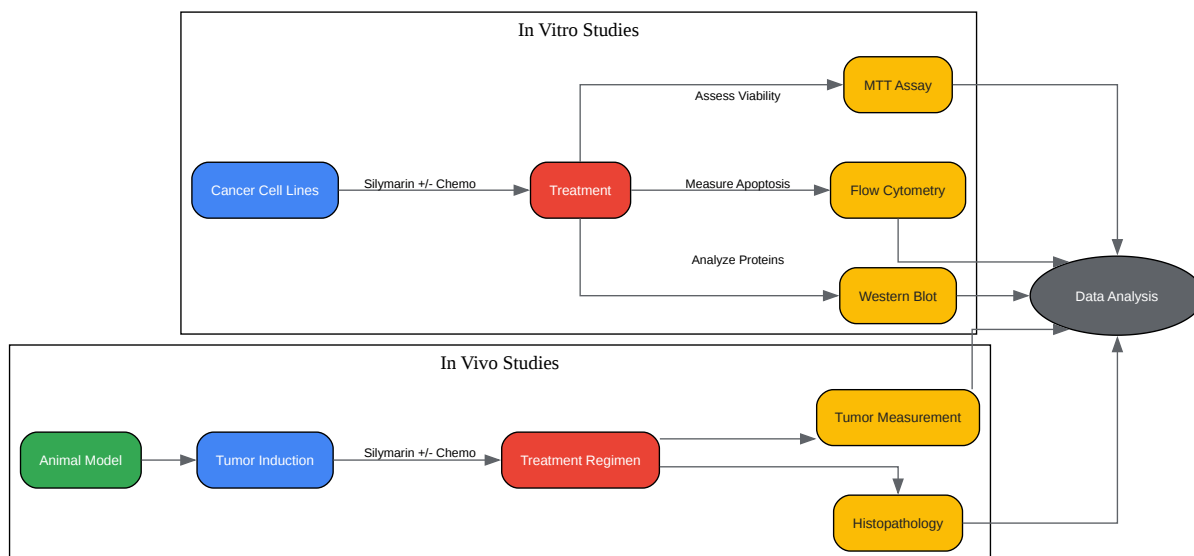 In Vitro Studies
MTT Assay
Assess Viability
Cancer Cell Lines
Silymarin +/- Chemo
Treatment
Measure Apoptosis
Flow Cytometry
Analyze Proteins
Western Blot
Data Analysis
In Vivo Studies
Tumor Measurement
Animal Model
Tumor Induction
Silymarin +/- Chemo
Treatment Regimen
Histopathology